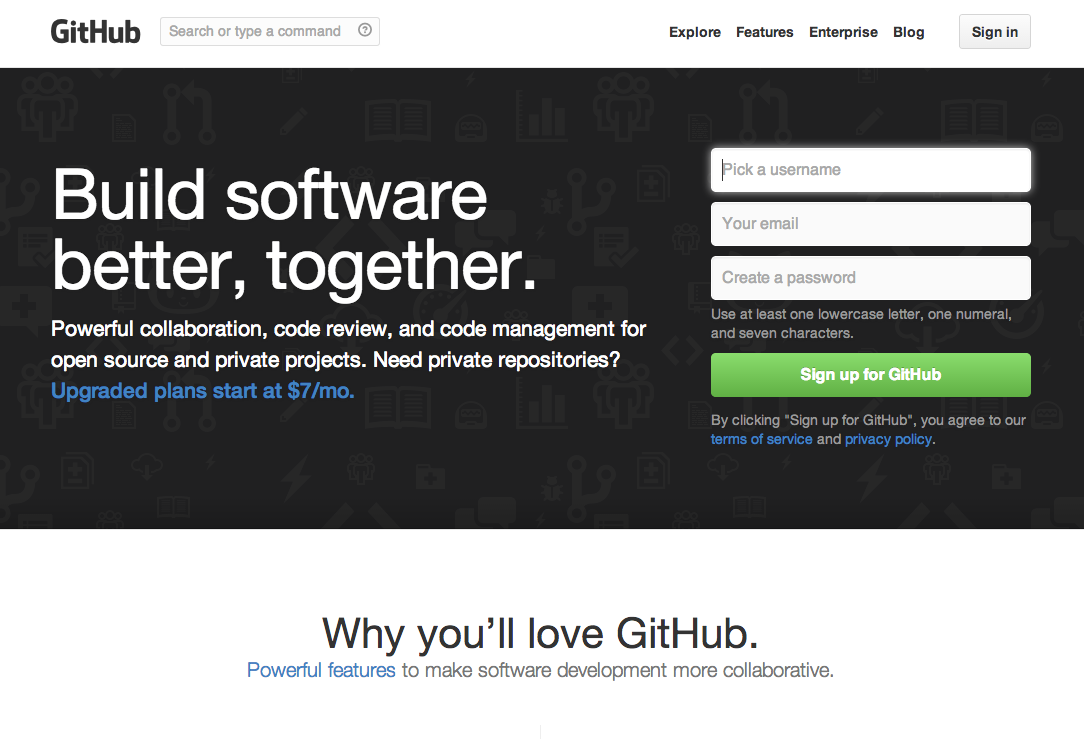 GitHub
Search or type a command
Explore Features Enterprise Blog Sign in
Build software
better, together.
Powerful collaboration, code review, and code management for
open source and private projects. Need private repositories?
Upgraded plans start at $7/mo.
Pick a username
Your email
Create a password
Use at least one lowercase letter, one numeral,
and seven characters.
Sign up for GitHub
By clicking "Sign up for GitHub", you agree to our
terms of service and privacy policy.
Why you’ll love GitHub.
Powerful features to make software development more collaborative.